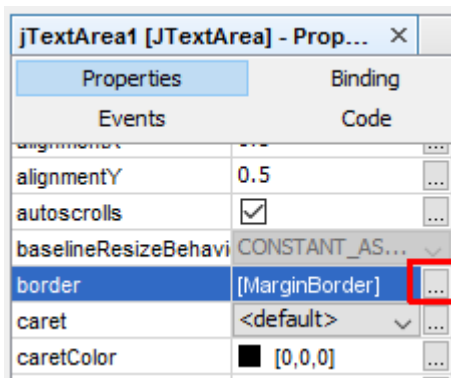 jTextArea1 [JTextArea] - Prop... ×
Properties Binding
Events Code
alignmentY 0.5 ...
autoscrolls ...
baselineResizeBehavi CONSTANT_AS...
border [MarginBorder] ...
caret <default> ...
caretColor [0,0,0] ...